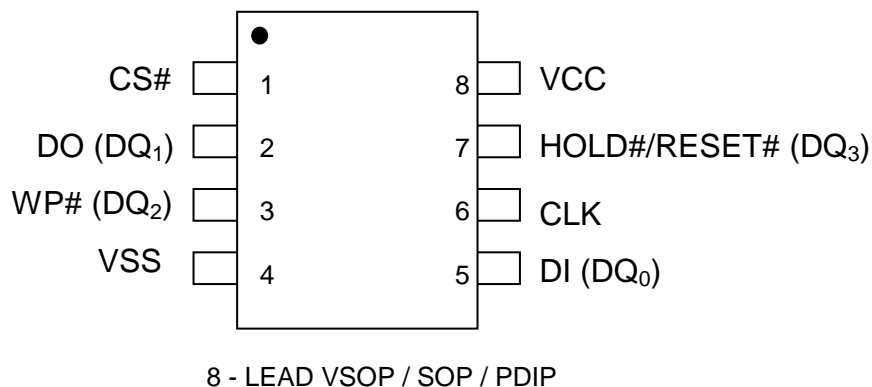 CS# 1 8 VCC
DO (DQ₁) 2 7 HOLD#/RESET# (DQ₃)
WP# (DQ₂) 3 6 CLK
VSS 4 5 DI (DQ₀)
8 - LEAD VSOP / SOP / PDIP